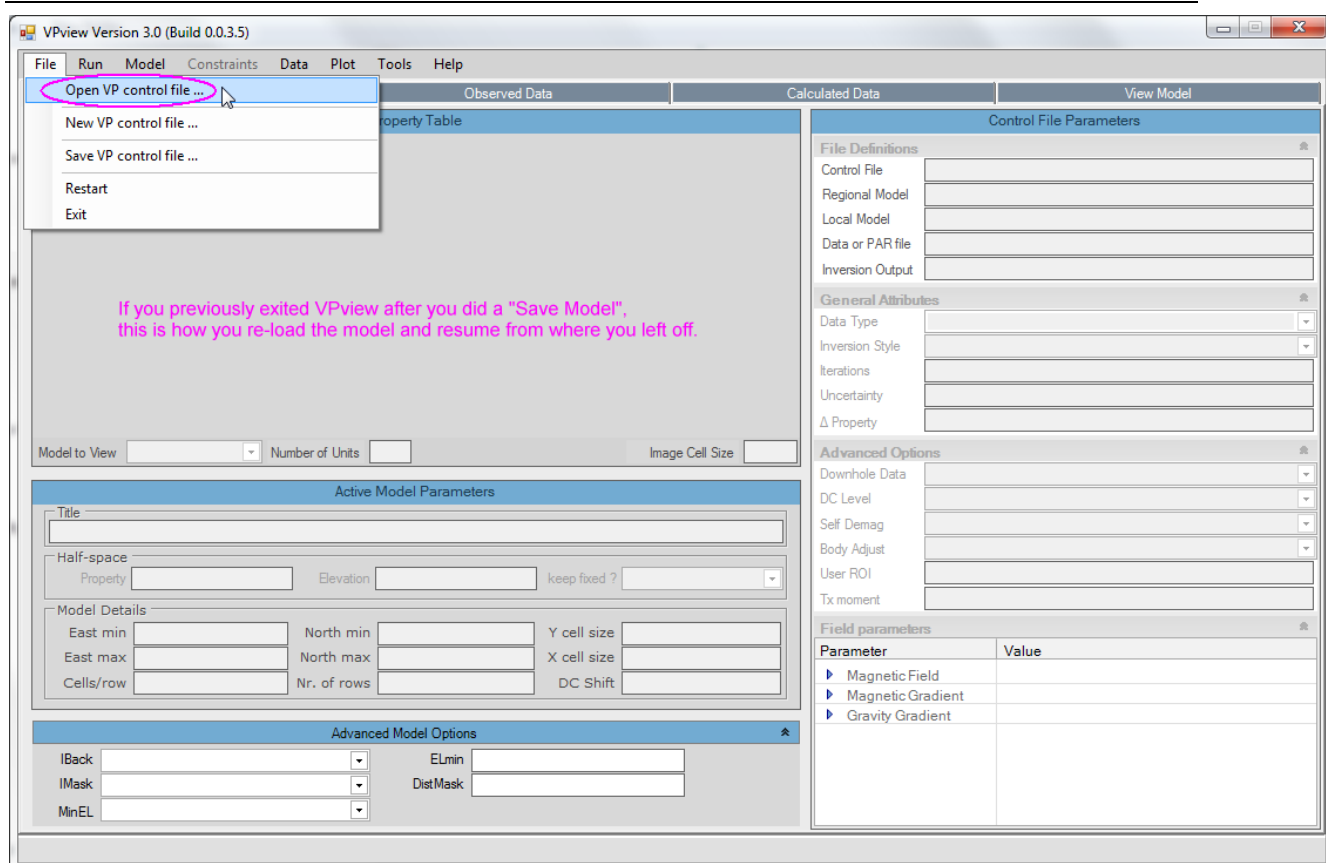 VPview Version 3.0 (Build 0.0.3.5)
File Run Model Constraints Data Plot Tools Help
Open VP control file ...
New VP control file ...
Save VP control file ...
Restart
Exit
Observed Data Calculated Data View Model
roperty Table
If you previously exited VPview after you did a "Save Model",
this is how you re-load the model and resume from where you left off.
Model to View Number of Units Image Cell Size
Active Model Parameters
Title
Half-space
Property Elevation keep fixed ?
Model Details
East min North min Y cell size
East max North max X cell size
Cells/row Nr. of rows DC Shift
Advanced Model Options
IBack ELmin
IMask DistMask
MinEL
Control File Parameters
File Definitions
Control File
Regional Model
Local Model
Data or PAR file
Inversion Output
General Attributes
Data Type
Inversion Style
Iterations
Uncertainty
Δ Property
Advanced Options
Downhole Data
DC Level
Self Demag
Body Adjust
User ROI
Tx moment
Field parameters
Parameter Value
Magnetic Field
Magnetic Gradient
Gravity Gradient